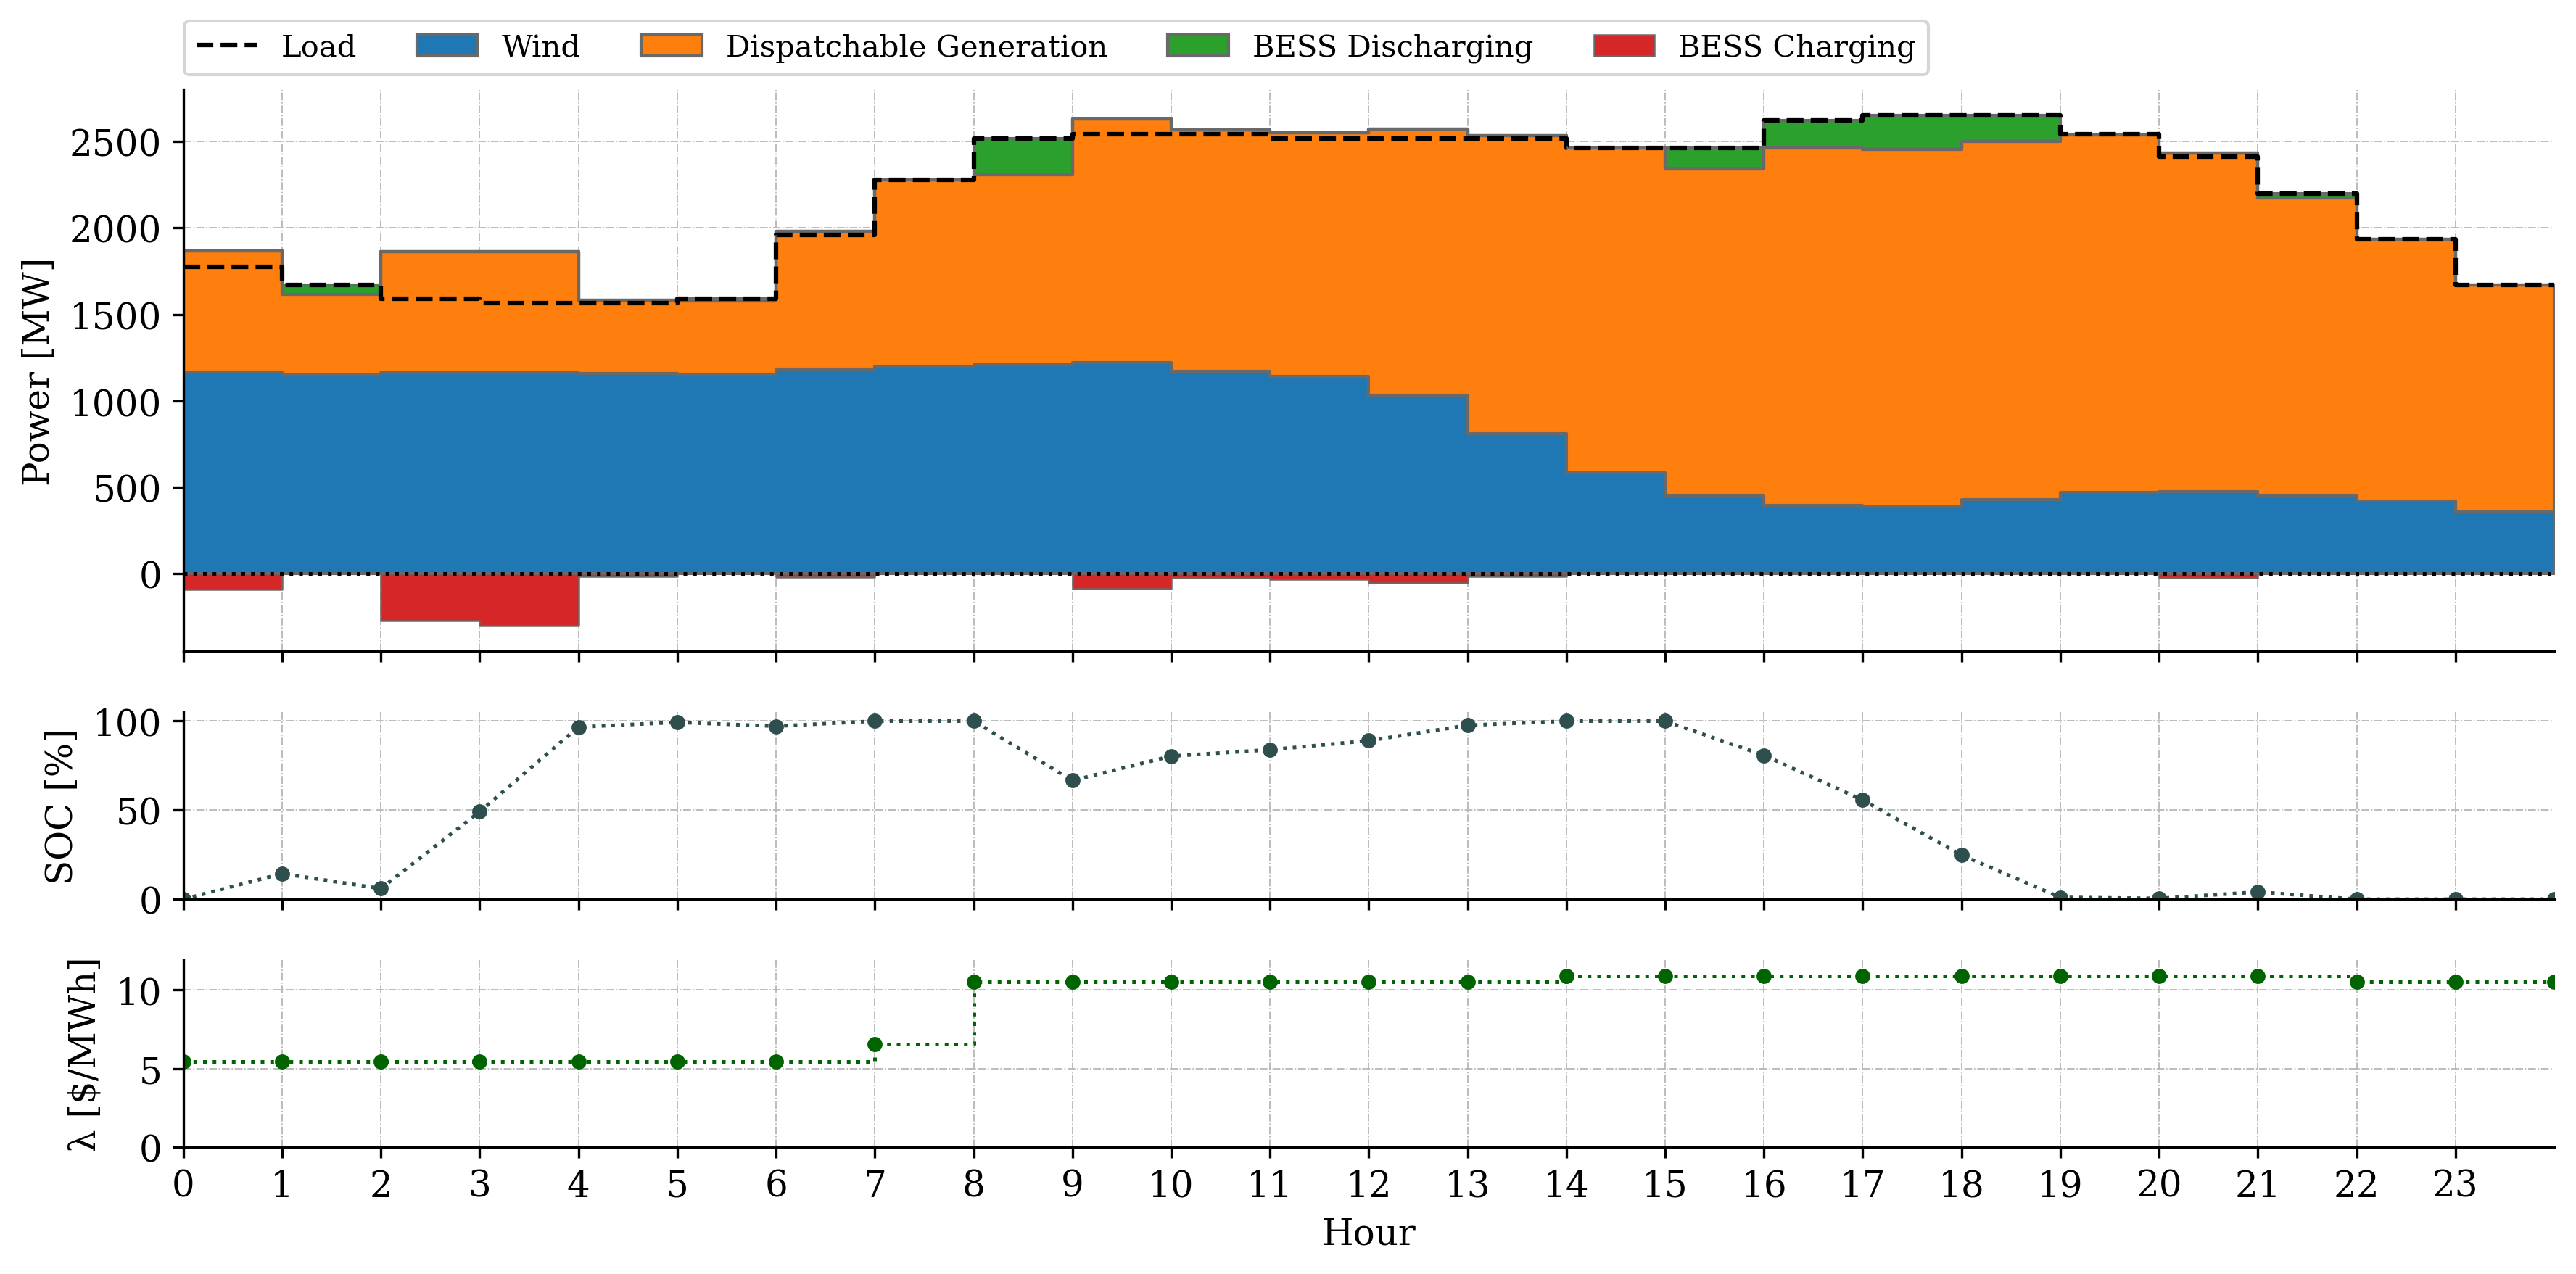 Load Wind Dispatchable Generation BESS Discharging BESS Charging
Power [MW]
2500
2000
1500
1000
500
0
SOC [%]
100
50
0
λ [$/MWh]
10
5
0
0 1 2 3 4 5 6 7 8 9 10 11 12 13 14 15 16 17 18 19 20 21 22 23
Hour